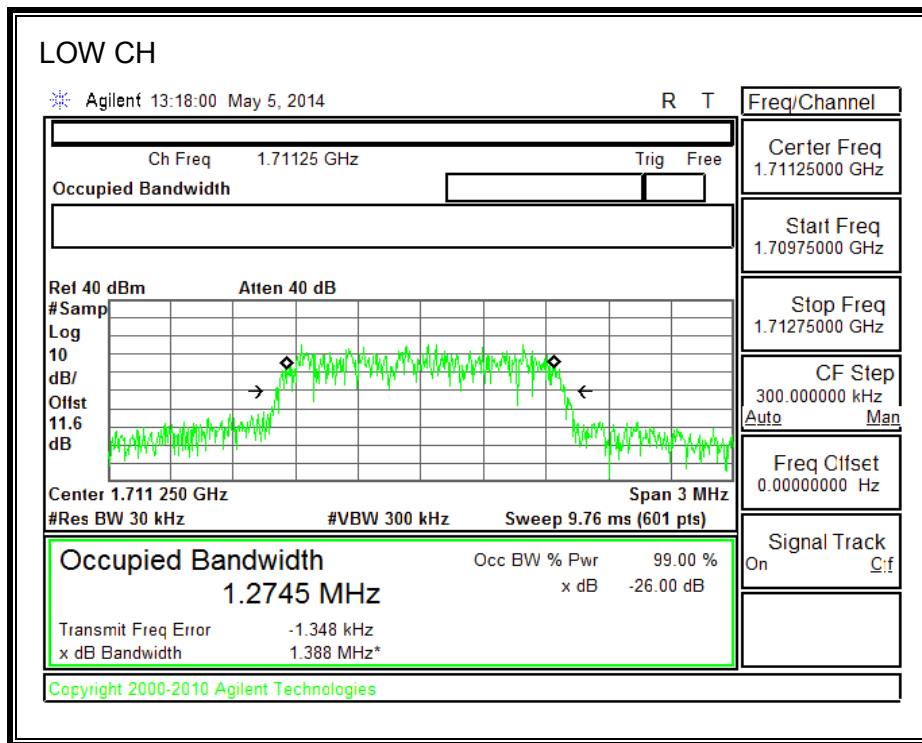 LOW CH
Agilent 13:18:00 May 5, 2014 R T
Freq/Channel
Ch Freq 1.71125 GHz Trig Free
Occupied Bandwidth
Center Freq
1.71125000 GHz
Start Freq
1.70975000 GHz
Stop Freq
1.71275000 GHz
CF Step
300.000000 kHz
Auto Man
Freq Offset
0.00000000 Hz
Signal Track
On Off
Ref 40 dBm Atten 40 dB
#Samp
Log
10
dB/
Offst
11.6
dB
Center 1.711 250 GHz Span 3 MHz
#Res BW 30 kHz #VBW 300 kHz Sweep 9.76 ms (601 pts)
Occupied Bandwidth
1.2745 MHz
Occ BW % Pwr 99.00 %
x dB -26.00 dB
Transmit Freq Error -1.348 kHz
x dB Bandwidth 1.388 MHz*
Copyright 2000-2010 Agilent Technologies